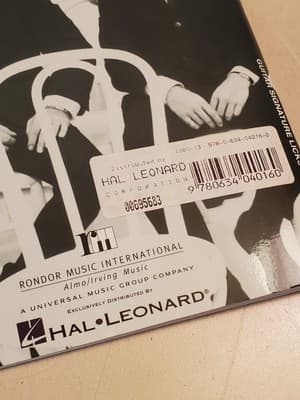 GUITAR SIGNATURE LICKS
Distributed By
HAL LEONARD
CORPORATION
00695683
ISBN-13: 978-0-634-04016-0
9 780634 040160
rm
RONDOR MUSIC INTERNATIONAL
Almo/Irving Music
A UNIVERSAL MUSIC GROUP COMPANY
EXCLUSIVELY DISTRIBUTED BY
HAL•LEONARD®